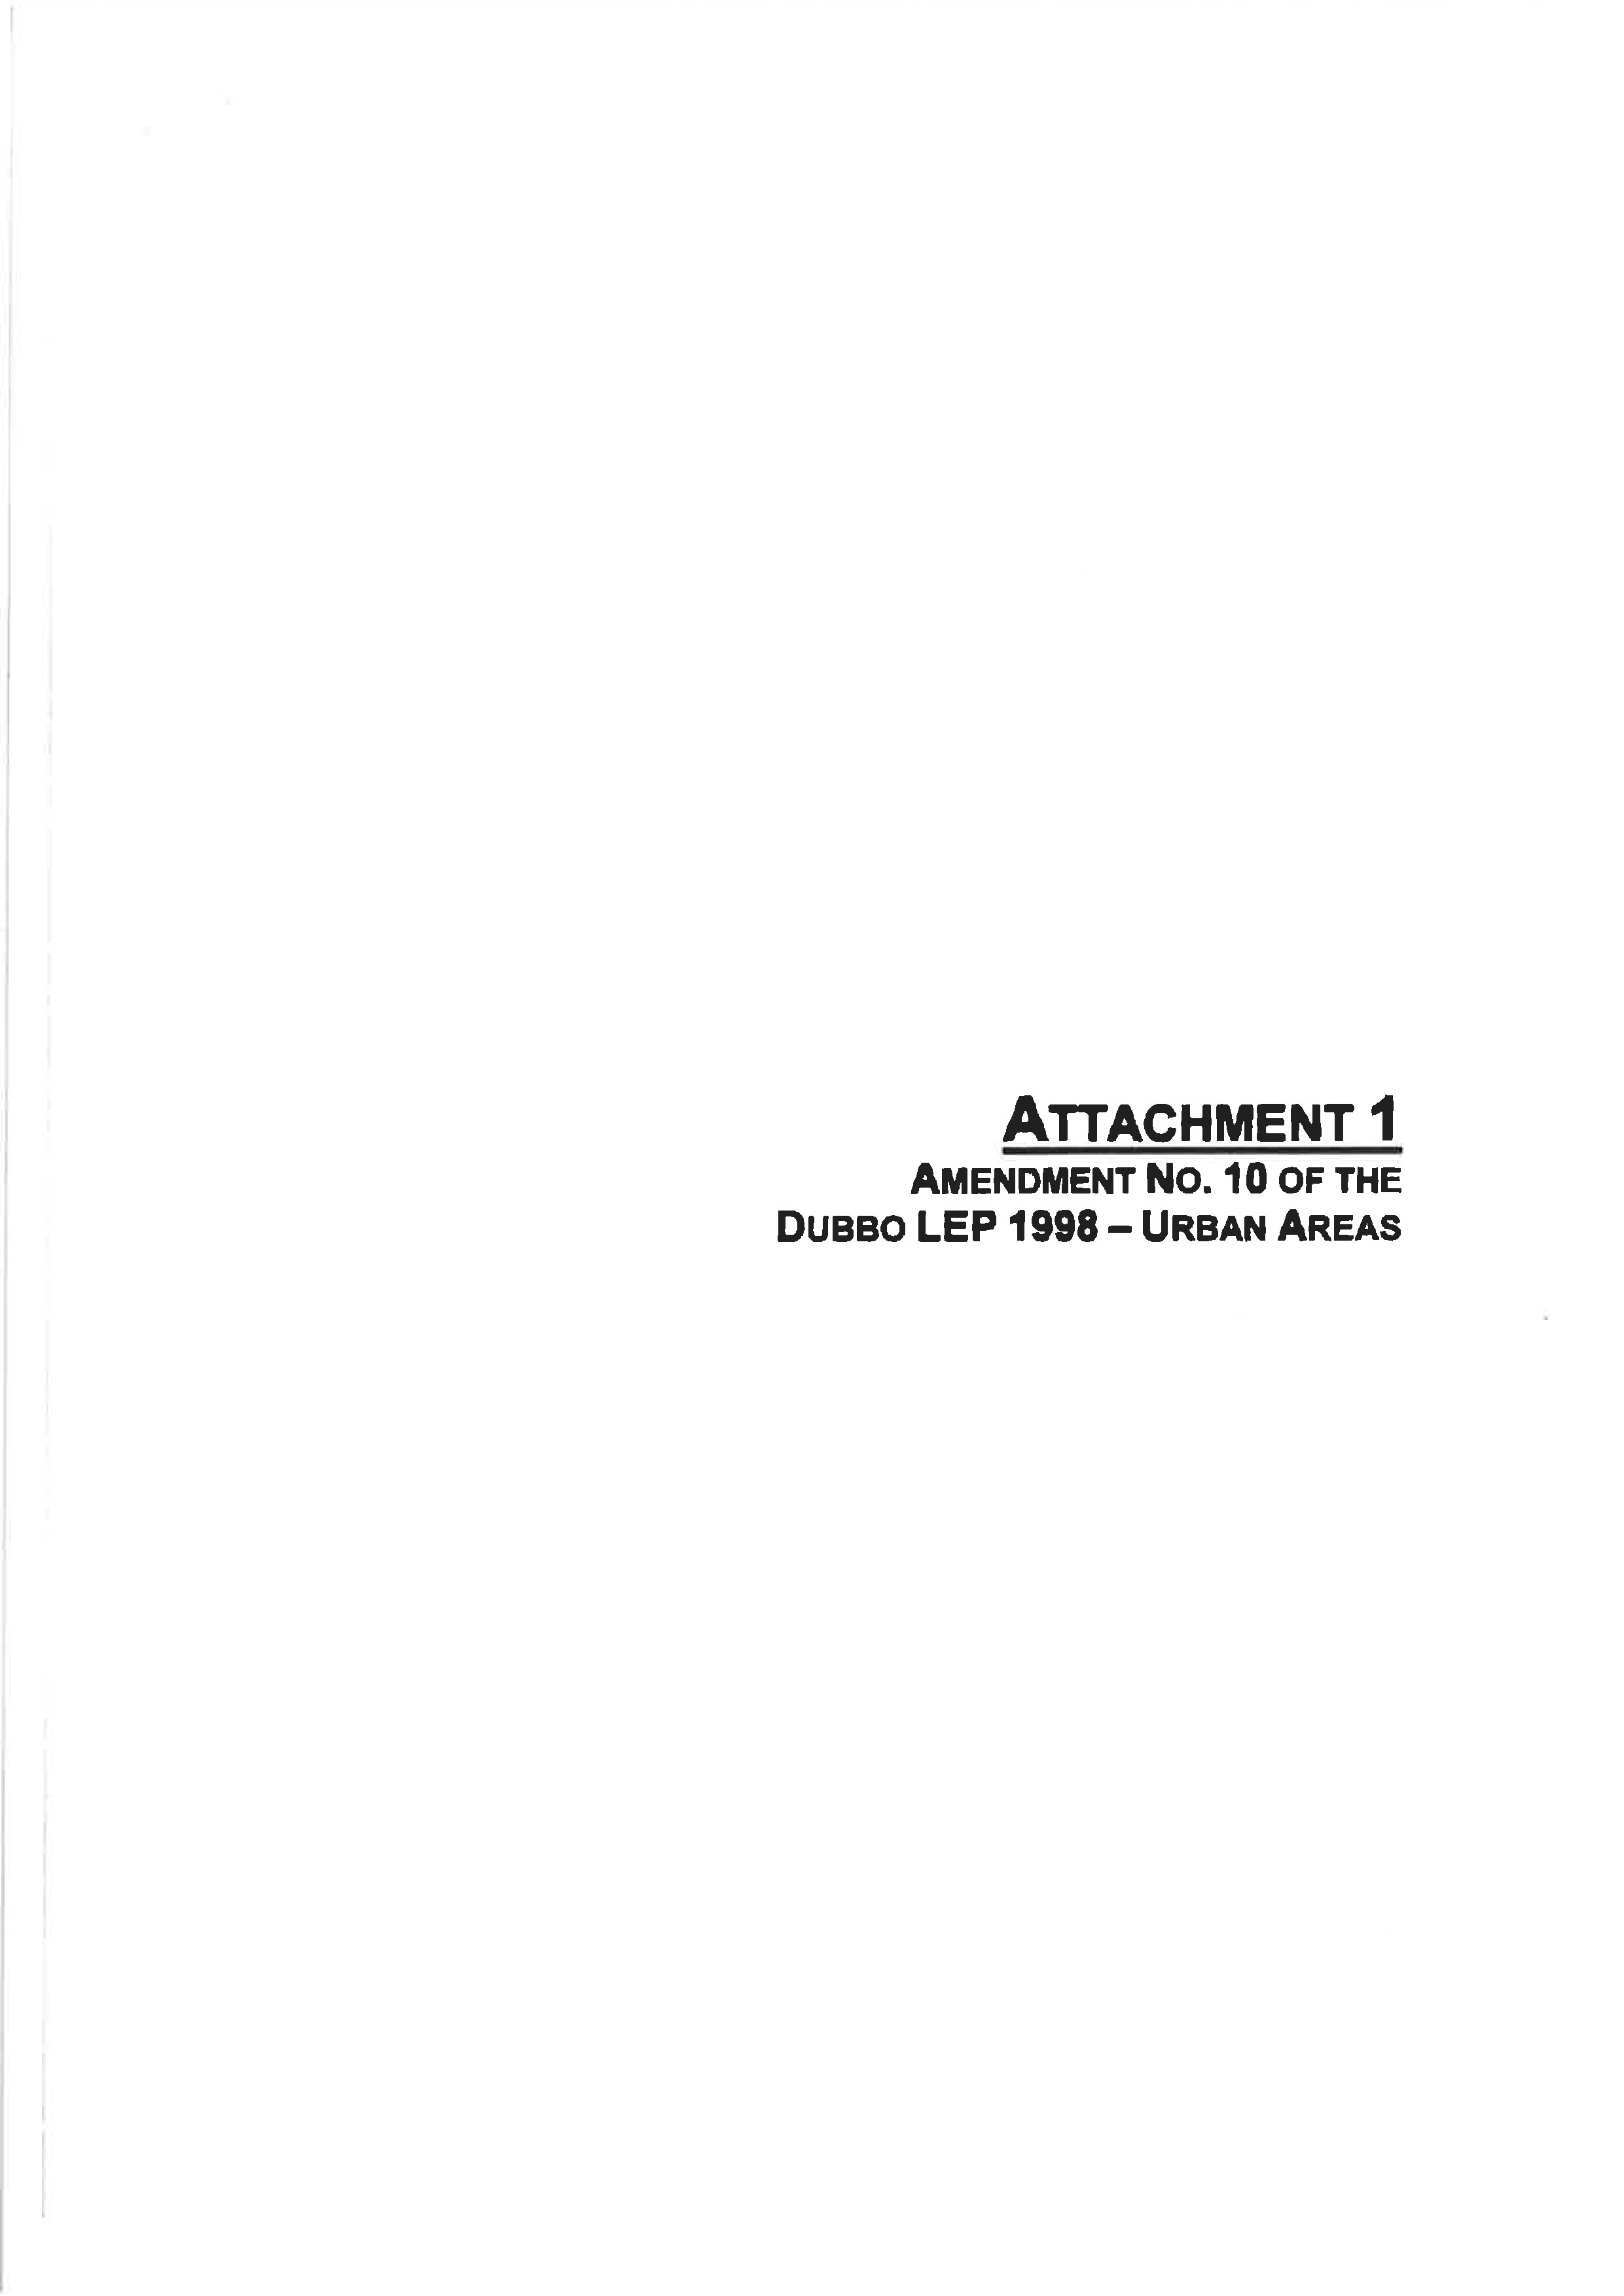 ATTACHMENT 1
AMENDMENT NO. 10 OF THE
DUBBO LEP 1998 – URBAN AREAS